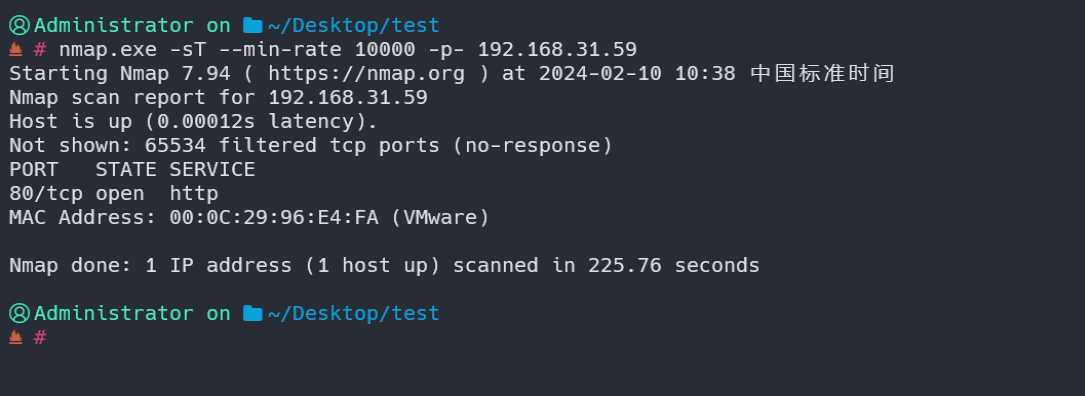 Administrator on ~/Desktop/test
# nmap.exe -sT --min-rate 10000 -p- 192.168.31.59
Starting Nmap 7.94 ( https://nmap.org ) at 2024-02-10 10:38 中国标准时间
Nmap scan report for 192.168.31.59
Host is up (0.00012s latency).
Not shown: 65534 filtered tcp ports (no-response)
PORT   STATE SERVICE
80/tcp open  http
MAC Address: 00:0C:29:96:E4:FA (VMware)
Nmap done: 1 IP address (1 host up) scanned in 225.76 seconds
Administrator on ~/Desktop/test
#